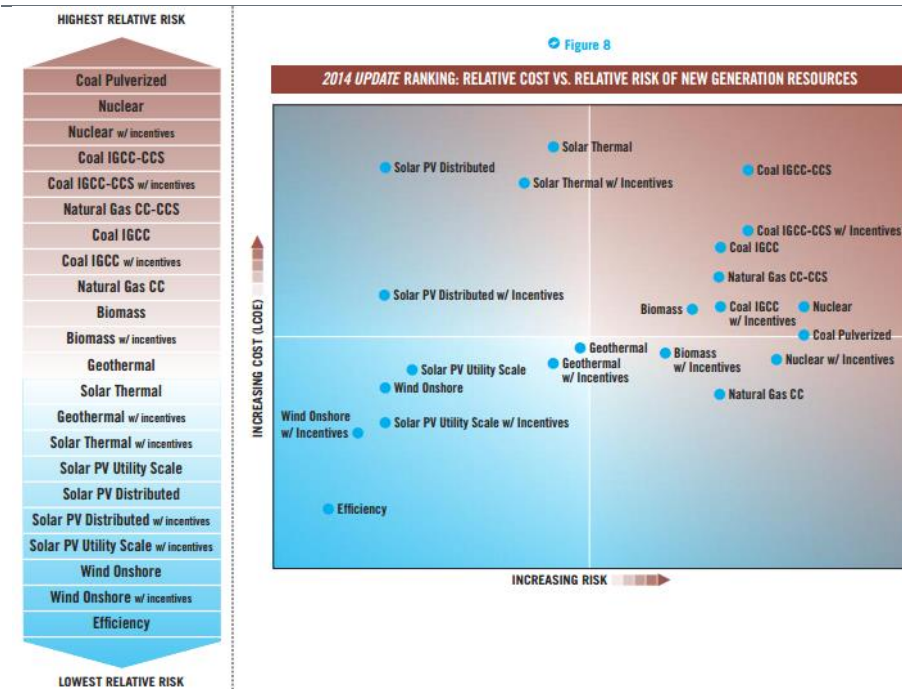 HIGHEST RELATIVE RISK
Coal Pulverized
Nuclear
Nuclear w/ incentives
Coal IGCC-CCS
Coal IGCC-CCS w/ incentives
Natural Gas CC-CCS
Coal IGCC
Coal IGCC w/ incentives
Natural Gas CC
Biomass
Biomass w/ incentives
Geothermal
Solar Thermal
Geothermal w/ incentives
Solar Thermal w/ incentives
Solar PV Utility Scale
Solar PV Distributed
Solar PV Distributed w/ incentives
Solar PV Utility Scale w/ incentives
Wind Onshore
Wind Onshore w/ incentives
Efficiency
LOWEST RELATIVE RISK
Figure 8
2014 UPDATE RANKING: RELATIVE COST VS. RELATIVE RISK OF NEW GENERATION RESOURCES
INCREASING COST (LCOE)
Solar Thermal
Solar PV Distributed
Coal IGCC-CCS
Solar Thermal w/ Incentives
Coal IGCC-CCS w/ Incentives
Coal IGCC
Natural Gas CC-CCS
Solar PV Distributed w/ Incentives
Biomass
Coal IGCC
w/ Incentives
Nuclear
Coal Pulverized
Geothermal
Geothermal
w/ Incentives
Biomass
w/ Incentives
Nuclear w/ Incentives
Solar PV Utility Scale
Wind Onshore
Natural Gas CC
Wind Onshore
w/ Incentives
Solar PV Utility Scale w/ Incentives
Efficiency
INCREASING RISK